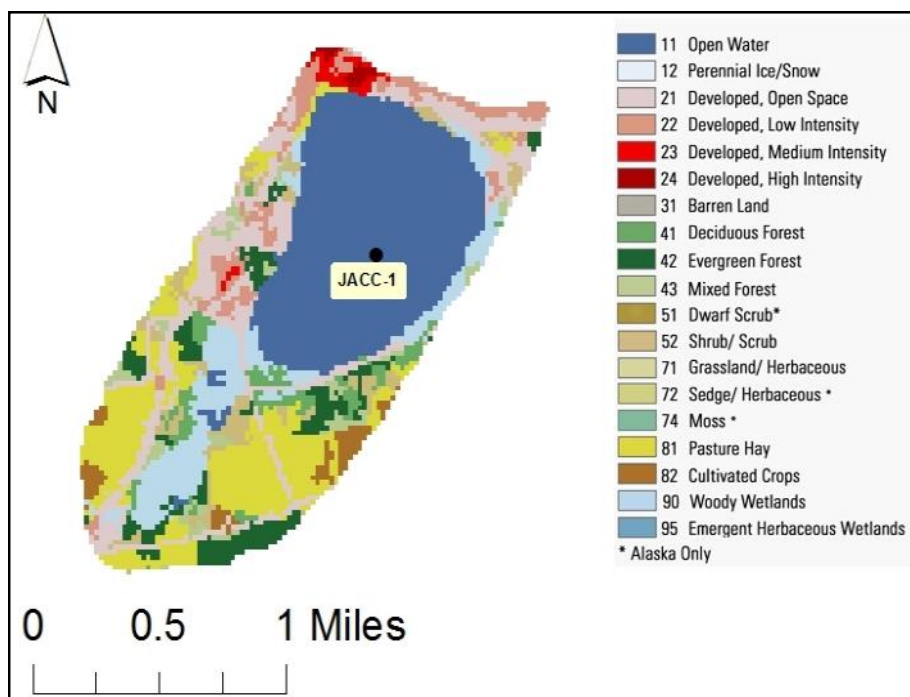 N
JACC-1
11 Open Water
12 Perennial Ice/Snow
21 Developed, Open Space
22 Developed, Low Intensity
23 Developed, Medium Intensity
24 Developed, High Intensity
31 Barren Land
41 Deciduous Forest
42 Evergreen Forest
43 Mixed Forest
51 Dwarf Scrub*
52 Shrub/ Scrub
71 Grassland/ Herbaceous
72 Sedge/ Herbaceous *
74 Moss *
81 Pasture Hay
82 Cultivated Crops
90 Woody Wetlands
95 Emergent Herbaceous Wetlands
* Alaska Only
0 0.5 1 Miles